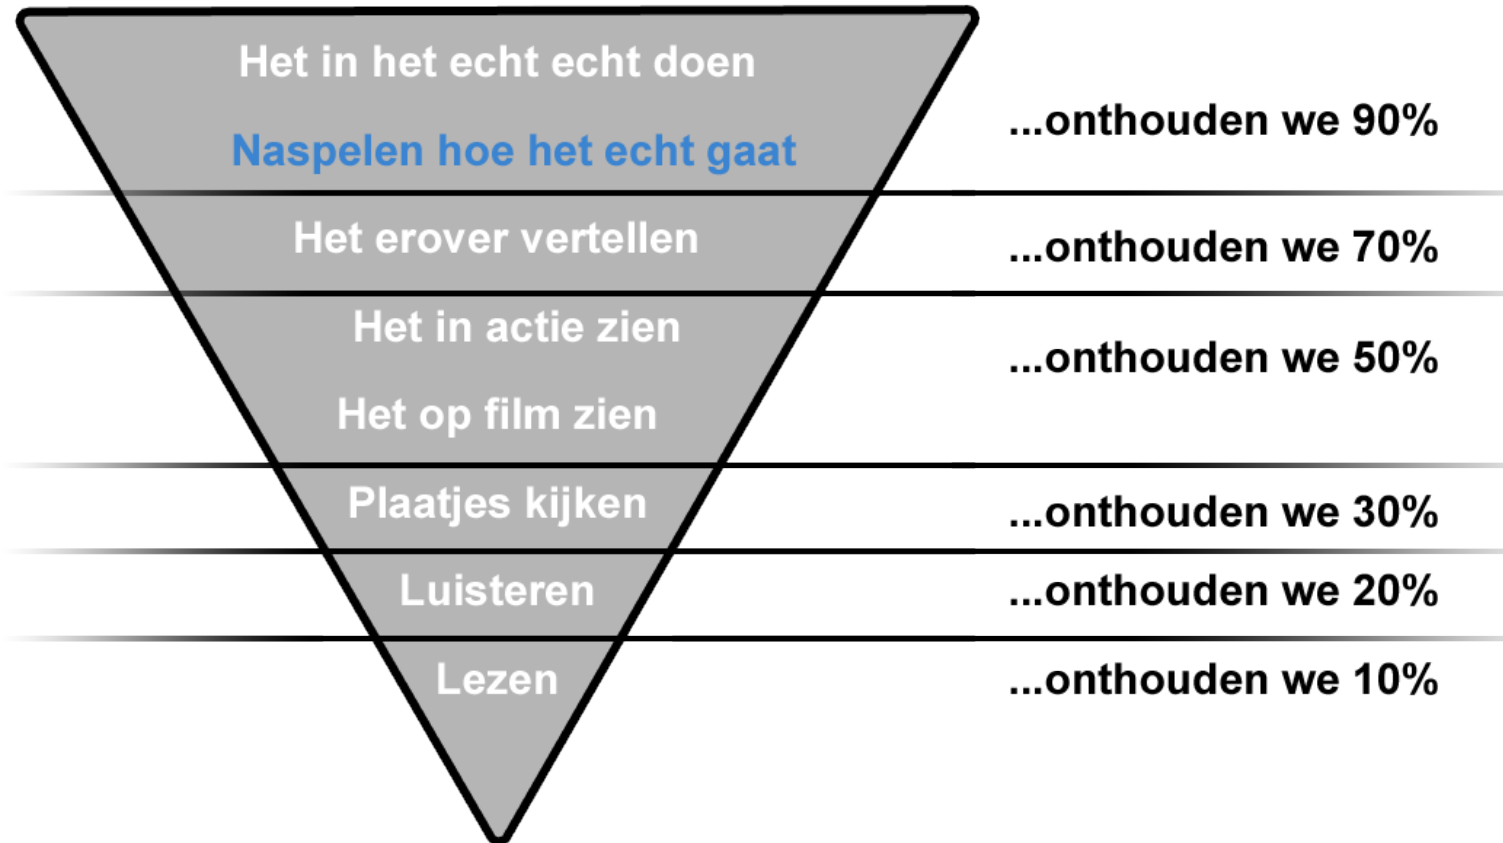 Het in het echt echt doen
Naspelen hoe het echt gaat
...onthouden we 90%
Het erover vertellen
...onthouden we 70%
Het in actie zien
Het op film zien
...onthouden we 50%
Plaatjes kijken
...onthouden we 30%
Luisteren
...onthouden we 20%
Lezen
...onthouden we 10%